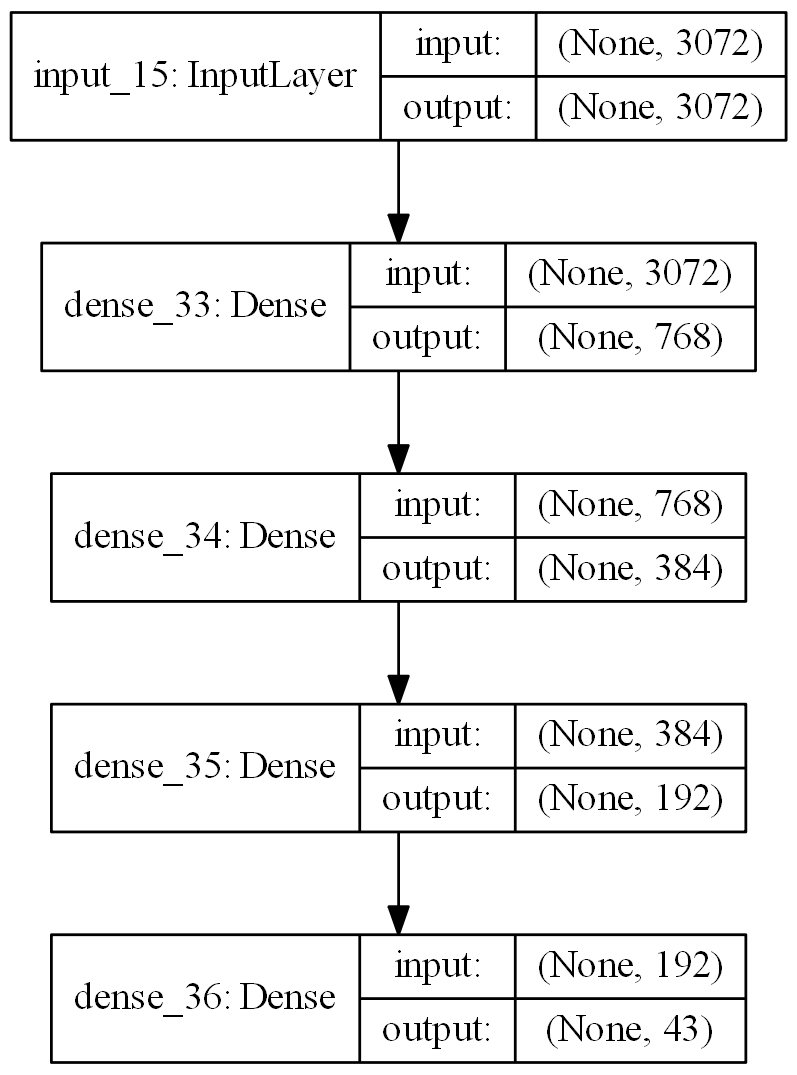 input_15: InputLayer
input: (None, 3072)
output: (None, 3072)
dense_33: Dense
input: (None, 3072)
output: (None, 768)
dense_34: Dense
input: (None, 768)
output: (None, 384)
dense_35: Dense
input: (None, 384)
output: (None, 192)
dense_36: Dense
input: (None, 192)
output: (None, 43)